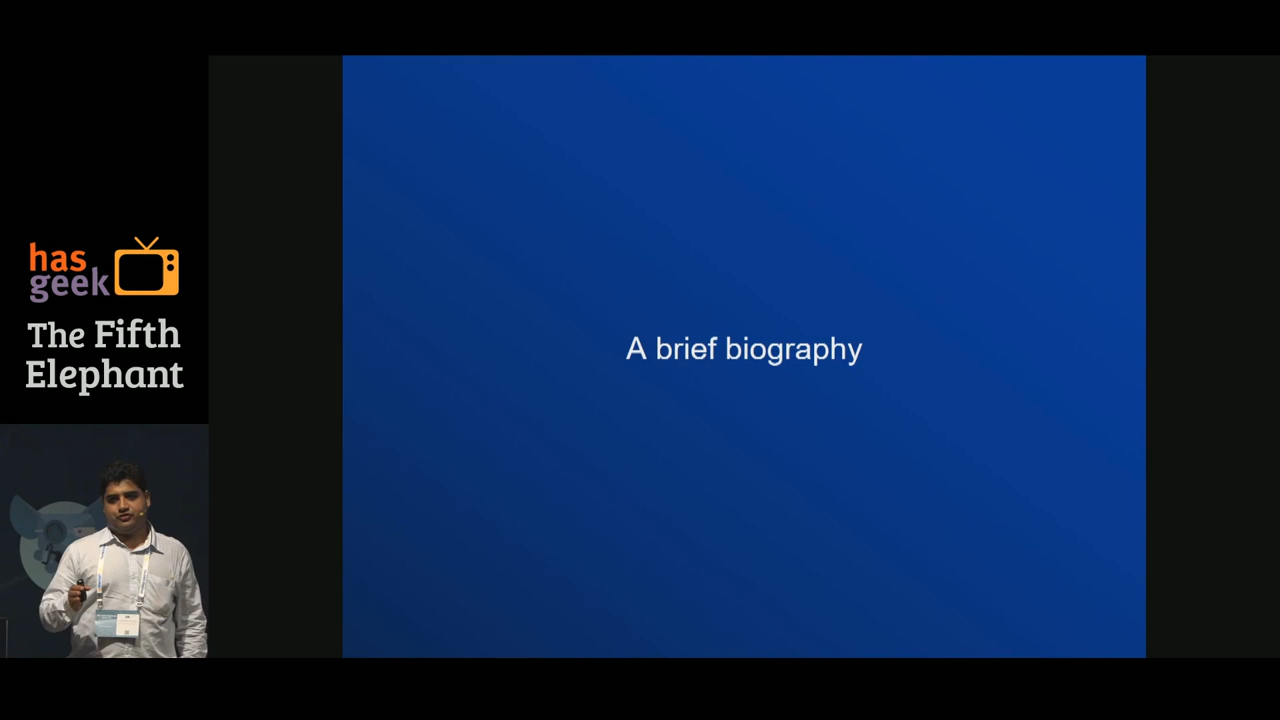 has
geek
The Fifth
Elephant
A brief biography